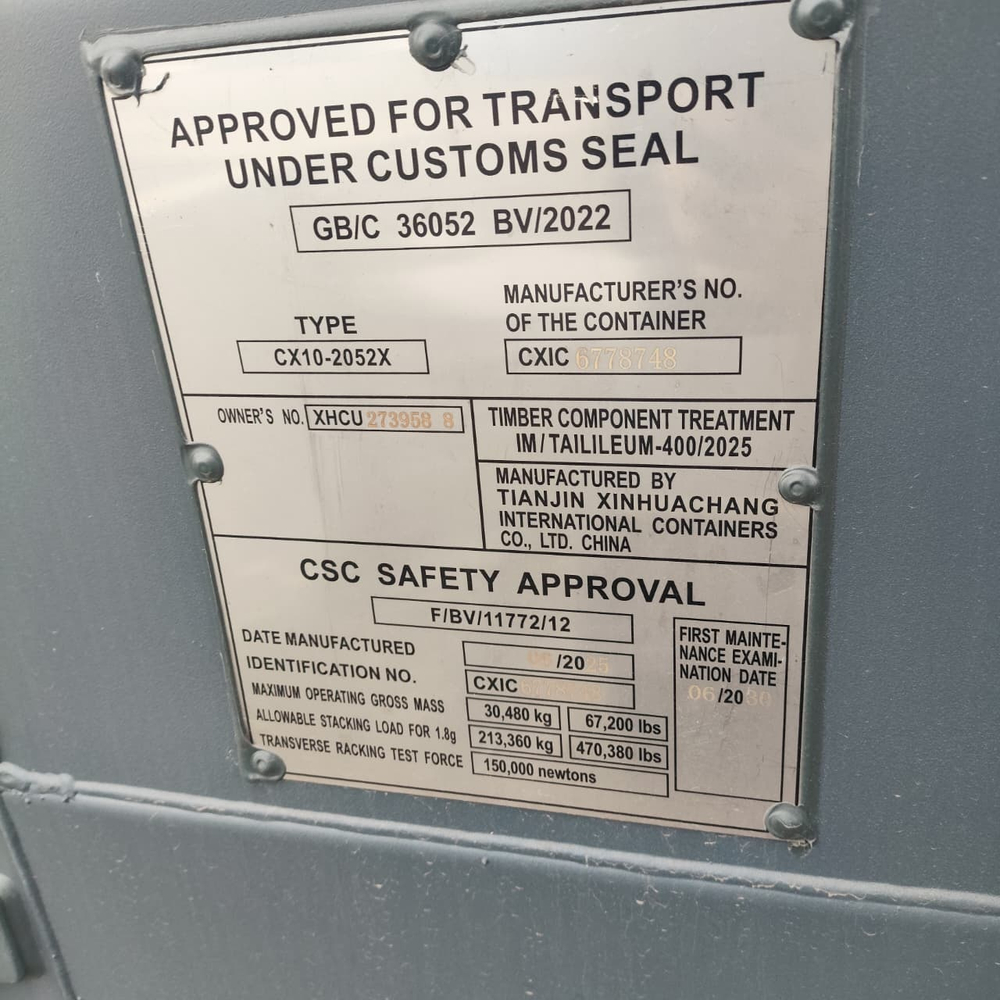 APPROVED FOR TRANSPORT
UNDER CUSTOMS SEAL
GB/C 36052 BV/2022
TYPE
CX10-2052X
MANUFACTURER'S NO.
OF THE CONTAINER
CXIC 6778748
OWNER'S NO. XHCU 273958 8
TIMBER COMPONENT TREATMENT
IM/TAILILEUM-400/2025
MANUFACTURED BY
TIANJIN XINHUACHANG
INTERNATIONAL CONTAINERS
CO., LTD. CHINA
CSC SAFETY APPROVAL
F/BV/11772/12
DATE MANUFACTURED 06/2025
IDENTIFICATION NO. CXIC
MAXIMUM OPERATING GROSS MASS 30,480 kg 67,200 lbs
ALLOWABLE STACKING LOAD FOR 1.8g 213,360 kg 470,380 lbs
TRANSVERSE RACKING TEST FORCE 150,000 newtons
FIRST MAINTE-
NANCE EXAMI-
NATION DATE
06/2030